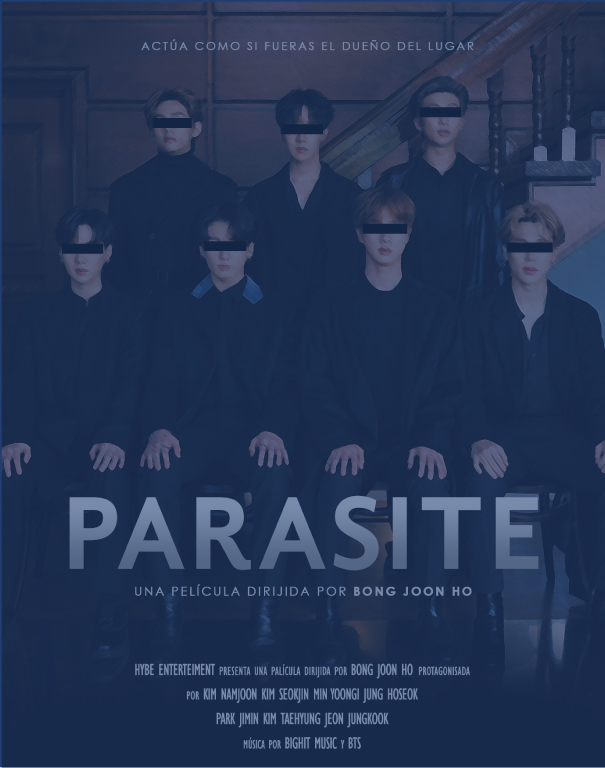 ACTÚA COMO SI FUERAS EL DUEÑO DEL LUGAR
PARASITE
UNA PELÍCULA DIRIJIDA POR BONG JOON HO
HYBE ENTERTEIMENT PRESENTA UNA PALÍCULA DIRIJIDA POR BONG JOON HO PROTAGONISADA
POR KIM NAMJOON KIM SEOKJIN MIN YOONGI JUNG HOSEOK
PARK JIMIN KIM TAEHYUNG JEON JUNGKOOK
MÚSICA POR BIGHIT MUSIC Y BTS